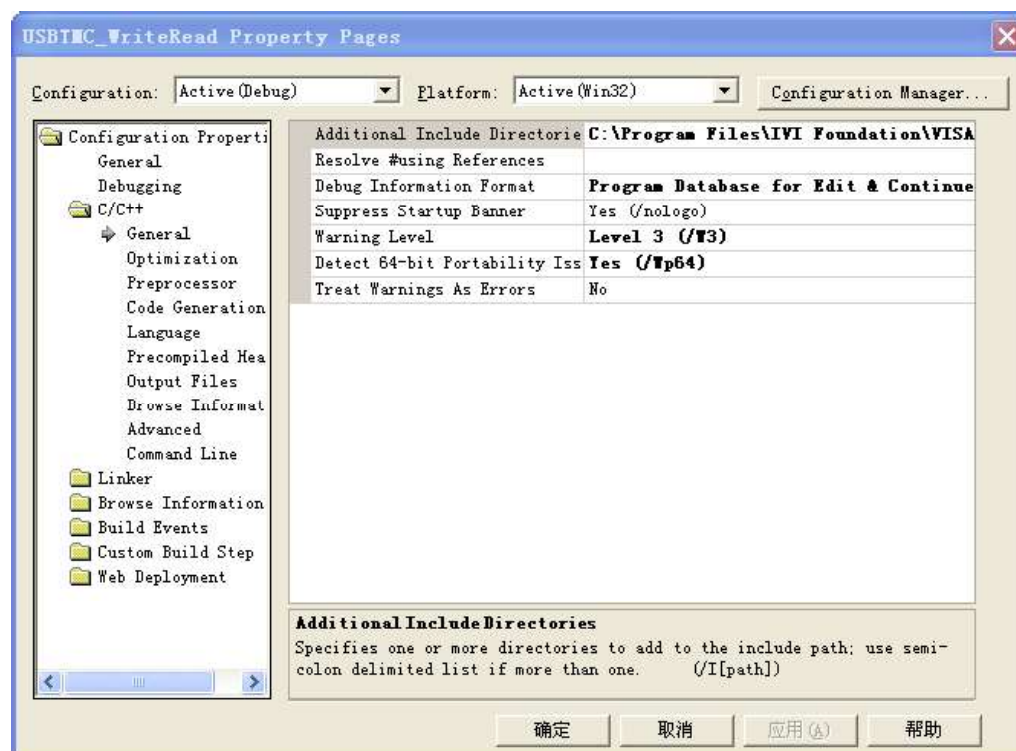 USBTMC_WriteRead Property Pages
Configuration: Active(Debug) Platform: Active(Win32) Configuration Manager...
Configuration Properti
General
Debugging
C/C++
General
Optimization
Preprocessor
Code Generation
Language
Precompiled Hea
Output Files
Browse Informat
Advanced
Command Line
Linker
Browse Information
Build Events
Custom Build Step
Web Deployment
Additional Include Directorie C:\Program Files\IVI Foundation\VISA
Resolve #using References
Debug Information Format Program Database for Edit & Continue
Suppress Startup Banner Yes (/nologo)
Warning Level Level 3 (/W3)
Detect 64-bit Portability Iss Yes (/Wp64)
Treat Warnings As Errors No
Additional Include Directories
Specifies one or more directories to add to the include path; use semi-
colon delimited list if more than one. (/I[path])
确定 取消 应用(A) 帮助